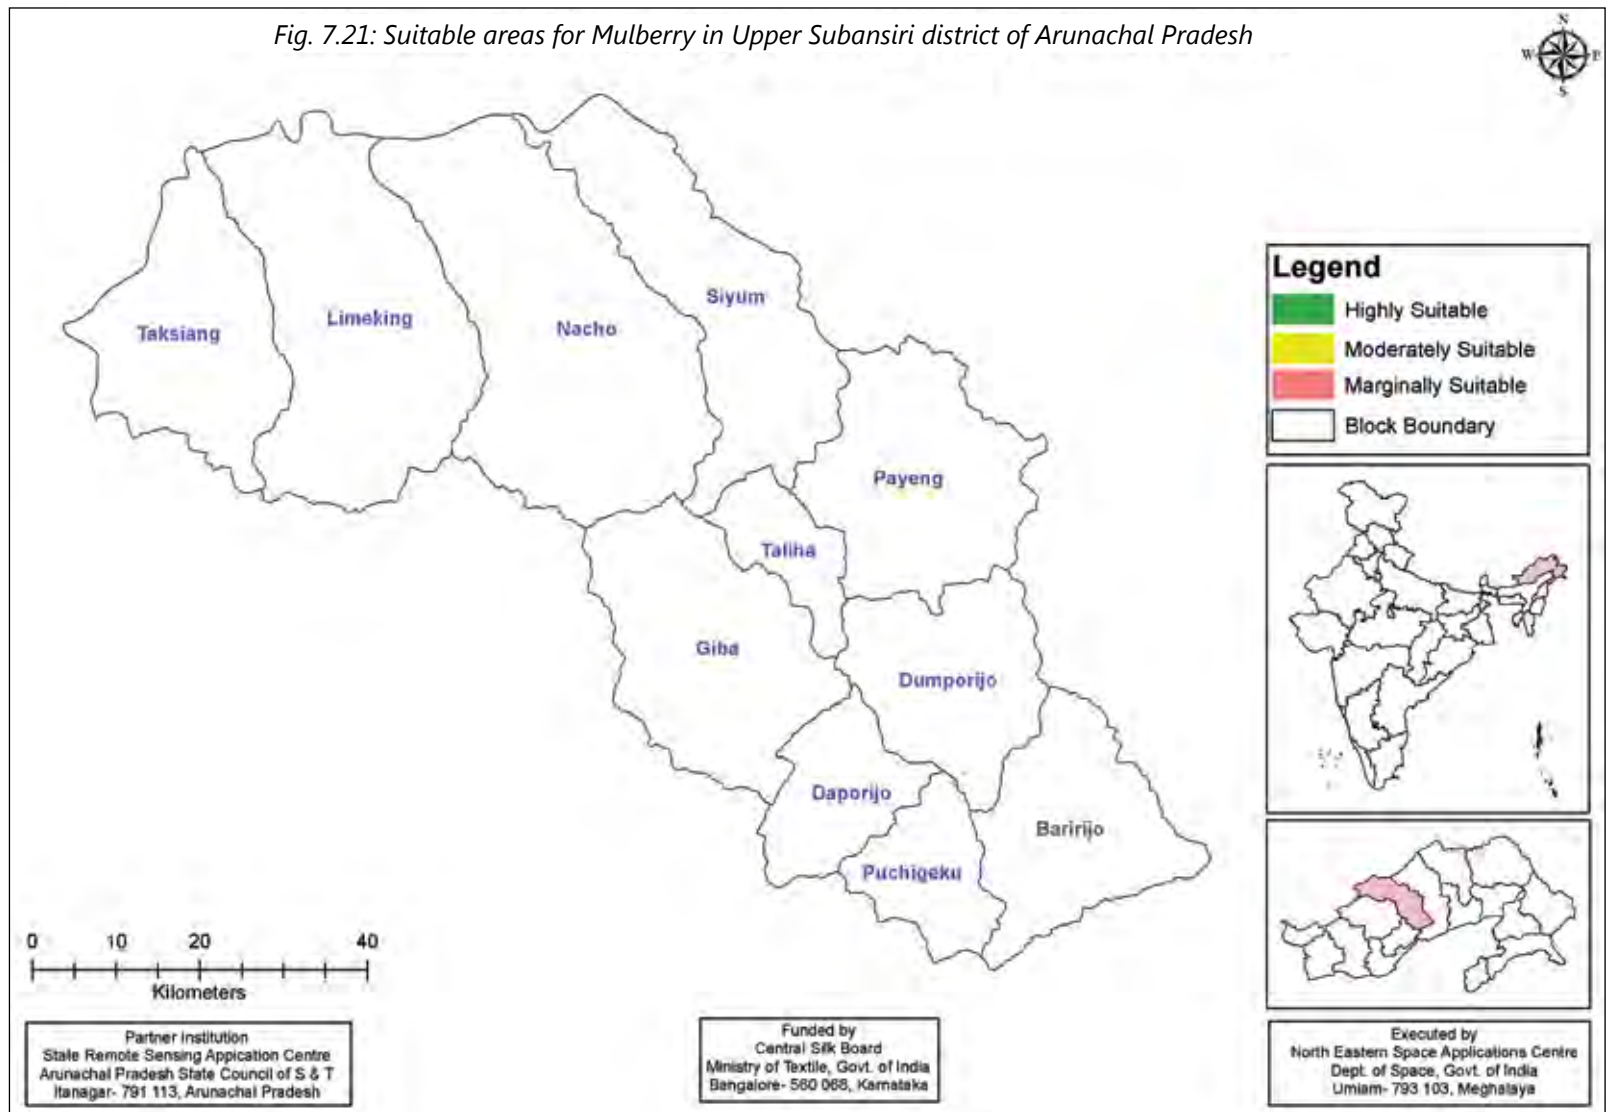 Fig. 7.21: Suitable areas for Mulberry in Upper Subansiri district of Arunachal Pradesh
N
W
E
S
Siyum
Limeking
Nacho
Taksiang
Payeng
Taliha
Giba
Dumporijo
Daporijo
Baririjo
Puchigeku
Legend
Highly Suitable
Moderately Suitable
Marginally Suitable
Block Boundary
0 10 20 40
Kilometers
Partner Institution
State Remote Sensing Appication Centre
Arunachal Pradesh State Council of S & T
Itanagar- 791 113, Arunachal Pradesh
Funded by
Central Silk Board
Ministry of Textile, Govt. of India
Bangalore- 560 068, Karnataka
Executed by
North Eastern Space Applications Centre
Dept. of Space, Govt. of India
Umiam- 793 103, Meghalaya